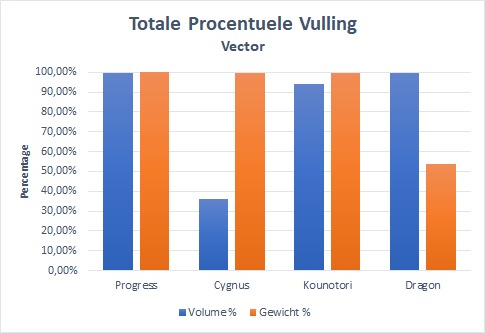 Totale Procentuele Vulling
Vector
Percentage
100,00%
90,00%
80,00%
70,00%
60,00%
50,00%
40,00%
30,00%
20,00%
10,00%
0,00%
Progress Cygnus Kounotori Dragon
Volume % Gewicht %